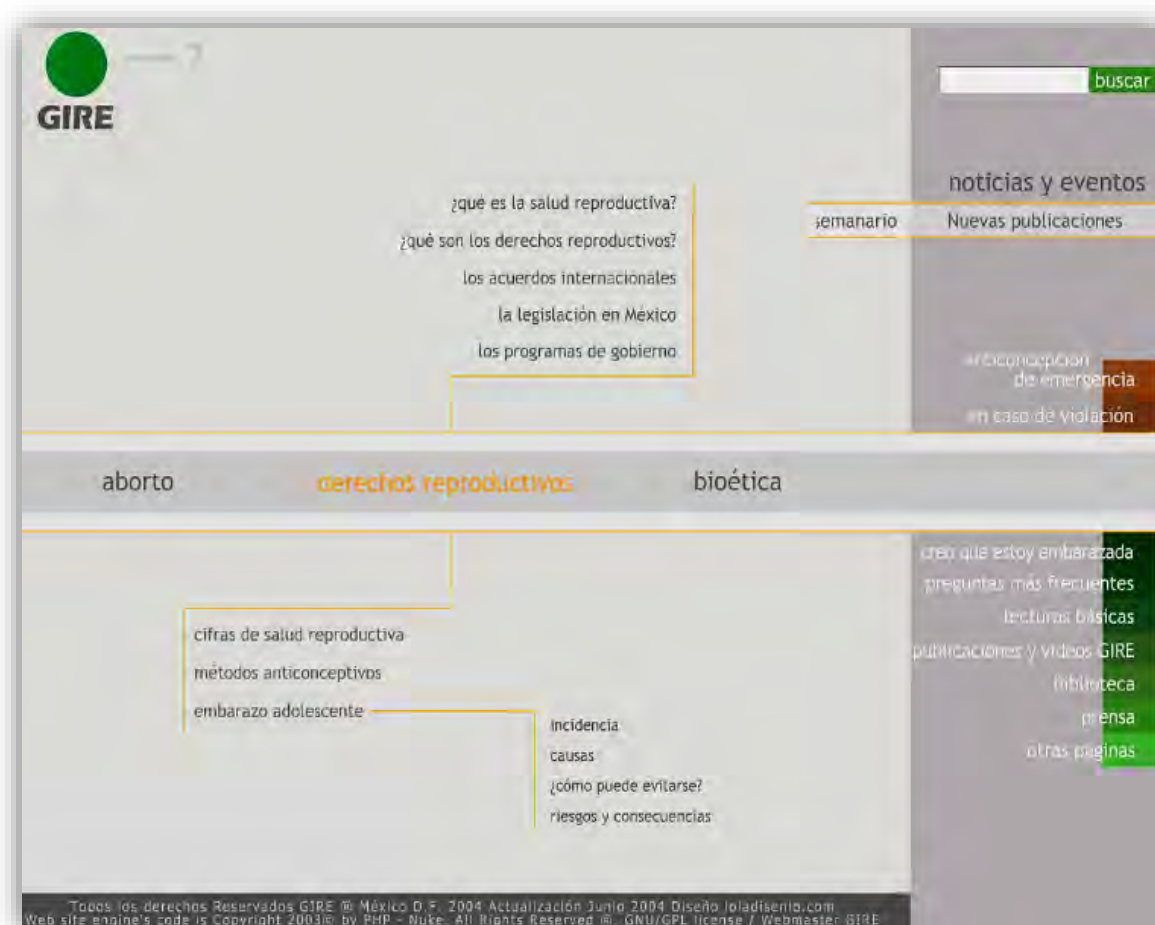 GIRE
buscar
noticias y eventos
semanario Nuevas publicaciones
¿qué es la salud reproductiva?
¿qué son los derechos reproductivos?
los acuerdos internacionales
la legislación en México
los programas de gobierno
anticoncepción
de emergencia
en caso de violación
aborto derechos reproductivos bioética
creo que estoy embarazada
preguntas más frecuentes
lecturas básicas
publicaciones y videos GIRE
biblioteca
prensa
otras páginas
cifras de salud reproductiva
métodos anticonceptivos
embarazo adolescente
incidencia
causas
¿cómo puede evitarse?
riesgos y consecuencias
Todos los derechos Reservados GIRE ® México D.F. 2004 Actualización Junio 2004 Diseño loladisenio.com
Web site engine's code is Copyright 2003© by PHP - Nuke. All Rights Reserved ®. GNU/GPL license / Webmaster GIRE